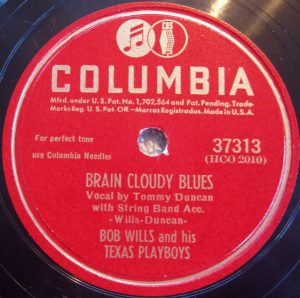 CBS
COLUMBIA
Mfrd. under U.S. Pat. No. 1,702,564 and Pat. Pending, Trade-
Marks Reg. U.S. Pat. Off.—Marcas Registradas. Made in U.S.A.
For perfect tone
use Columbia Needles
37313
(HCO 2010)
BRAIN CLOUDY BLUES
Vocal by Tommy Duncan
with String Band Acc.
-Wills-Duncan-
BOB WILLS and his
TEXAS PLAYBOYS